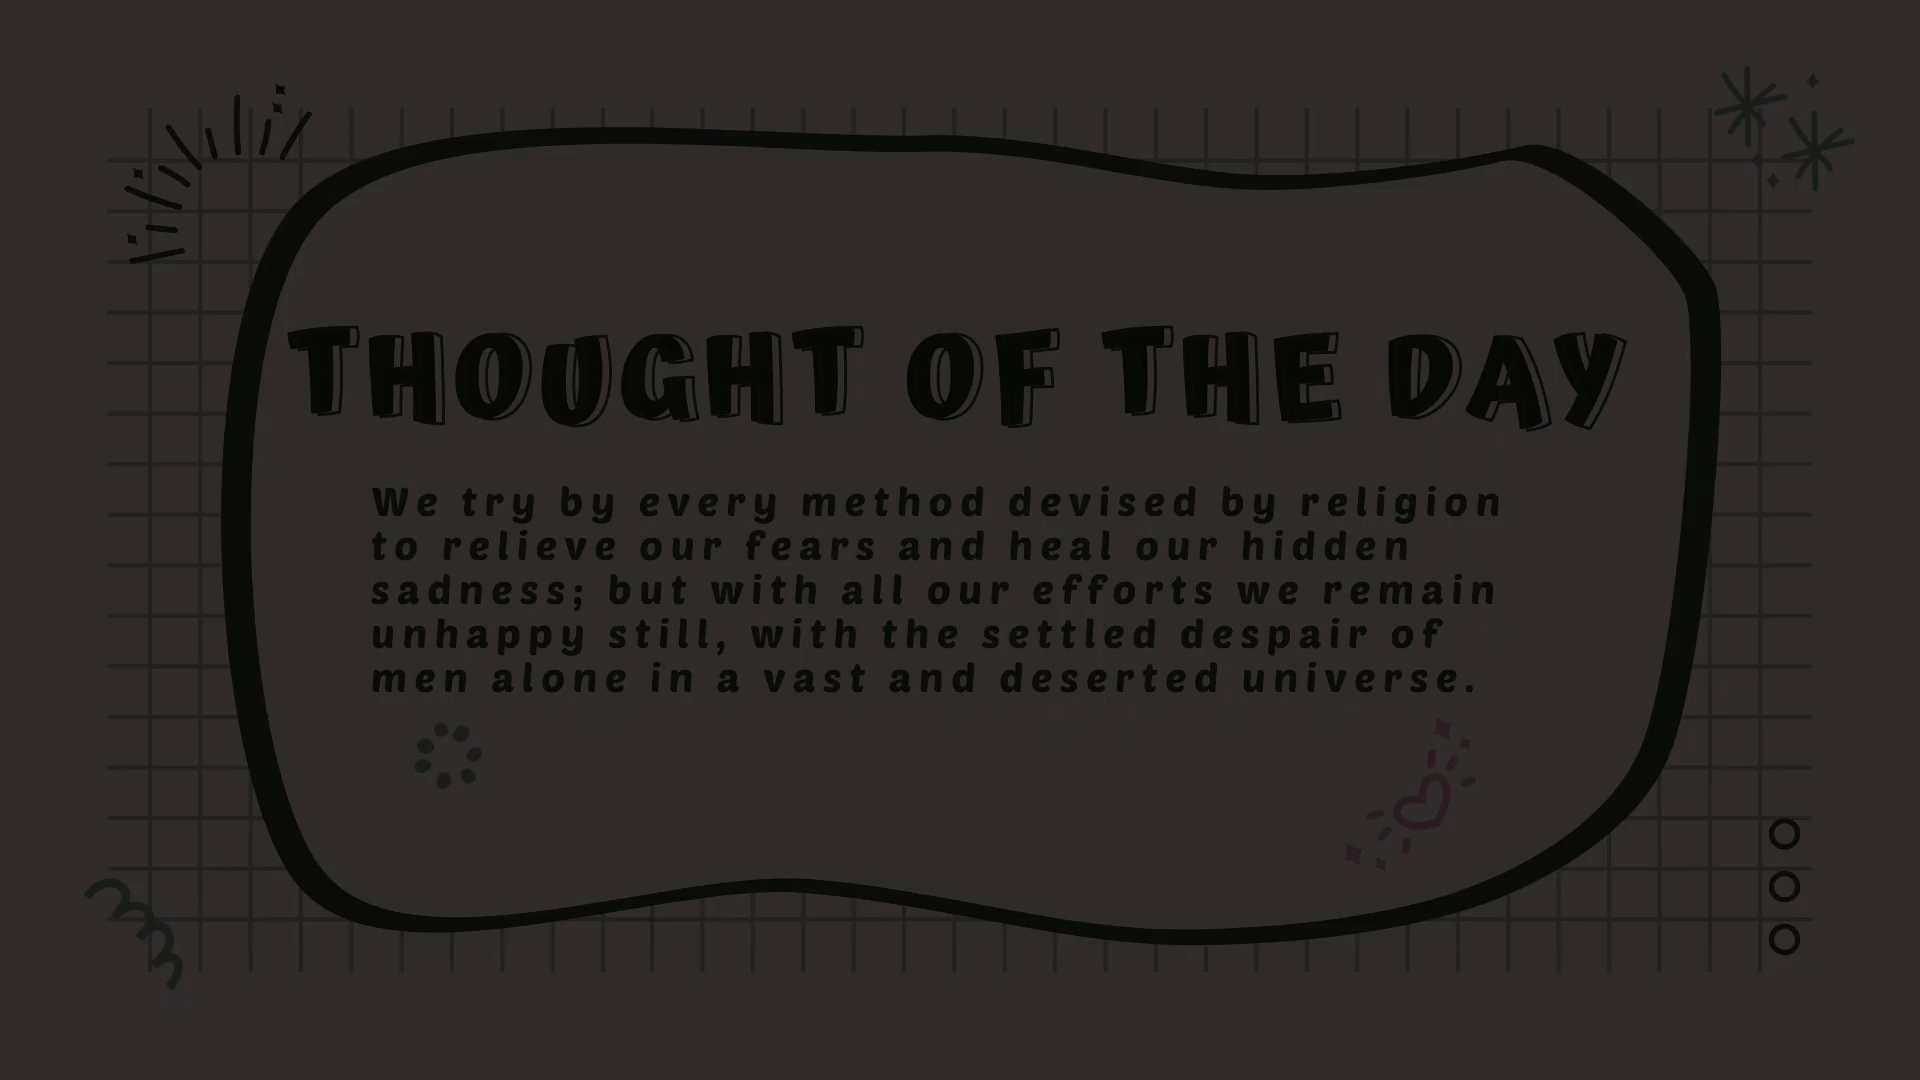 THOUGHT OF THE DAY
We try by every method devised by religion
to relieve our fears and heal our hidden
sadness; but with all our efforts we remain
unhappy still, with the settled despair of
men alone in a vast and deserted universe.